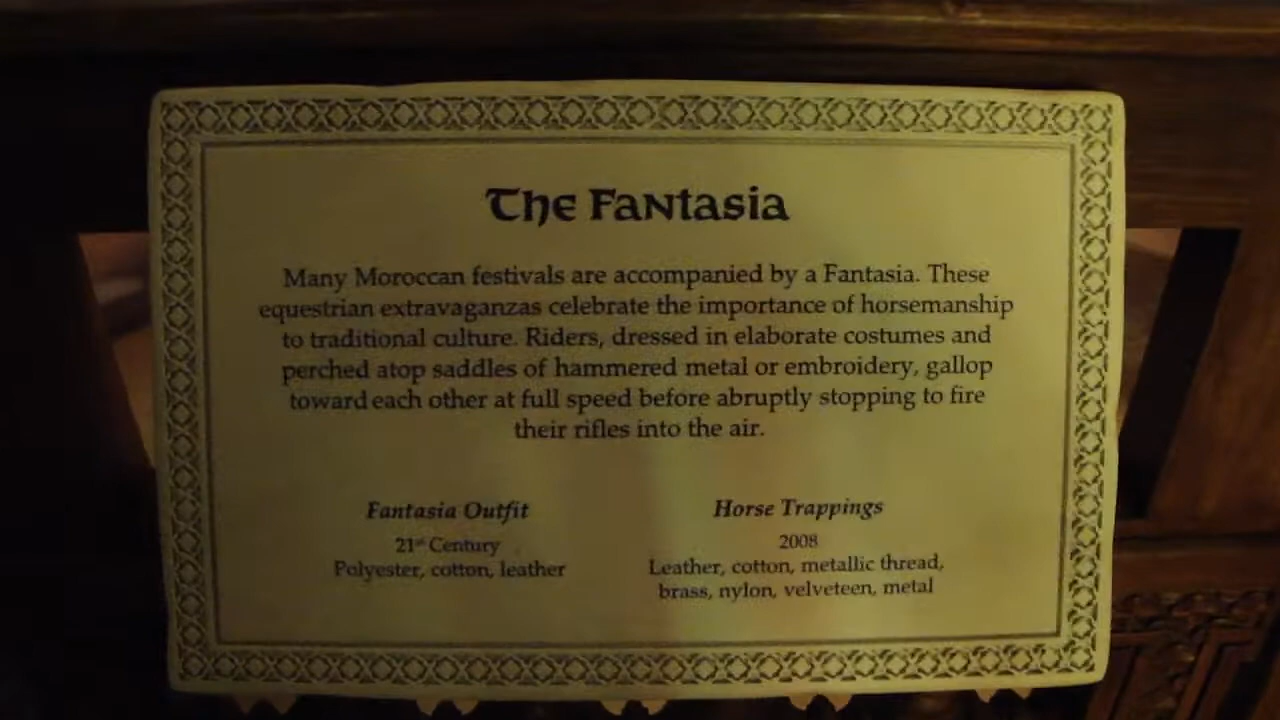 The Fantasia
Many Moroccan festivals are accompanied by a Fantasia. These
equestrian extravaganzas celebrate the importance of horsemanship
to traditional culture. Riders, dressed in elaborate costumes and
perched atop saddles of hammered metal or embroidery, gallop
toward each other at full speed before abruptly stopping to fire
their rifles into the air.
Fantasia Outfit
21st Century
Polyester, cotton, leather
Horse Trappings
2008
Leather, cotton, metallic thread,
brass, nylon, velveteen, metal